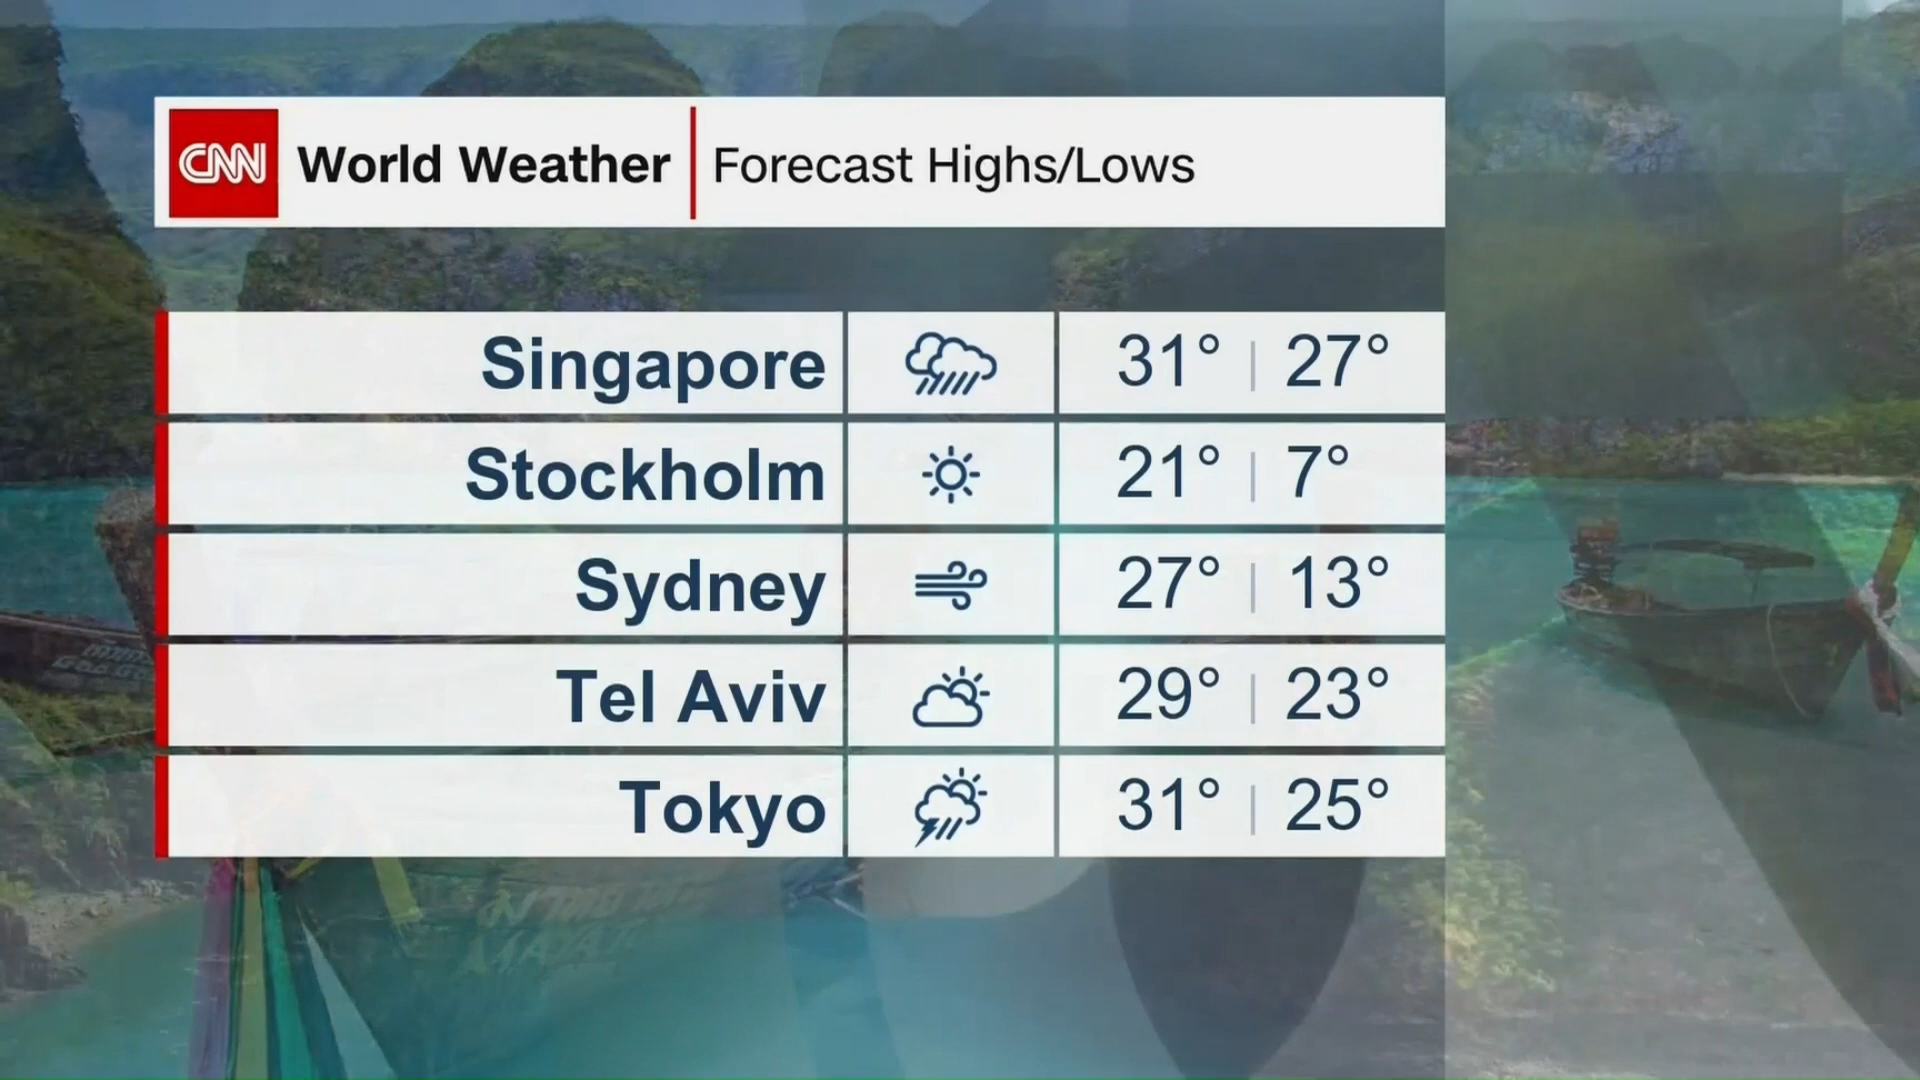 CNN World Weather | Forecast Highs/Lows
Singapore 31° | 27°
Stockholm 21° | 7°
Sydney 27° | 13°
Tel Aviv 29° | 23°
Tokyo 31° | 25°